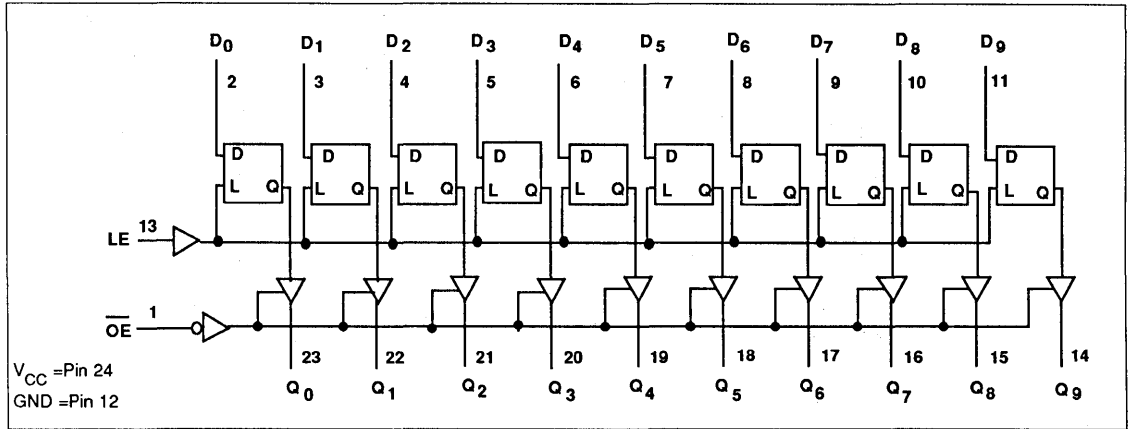 D0 D1 D2 D3 D4 D5 D6 D7 D8 D9
2 3 4 5 6 7 8 9 10 11
D D D D D D D D D D
L Q L Q L Q L Q L Q L Q L Q L Q L Q L Q
LE 13
OE 1
23 22 21 20 19 18 17 16 15 14
Q0 Q1 Q2 Q3 Q4 Q5 Q6 Q7 Q8 Q9
VCC =Pin 24
GND =Pin 12